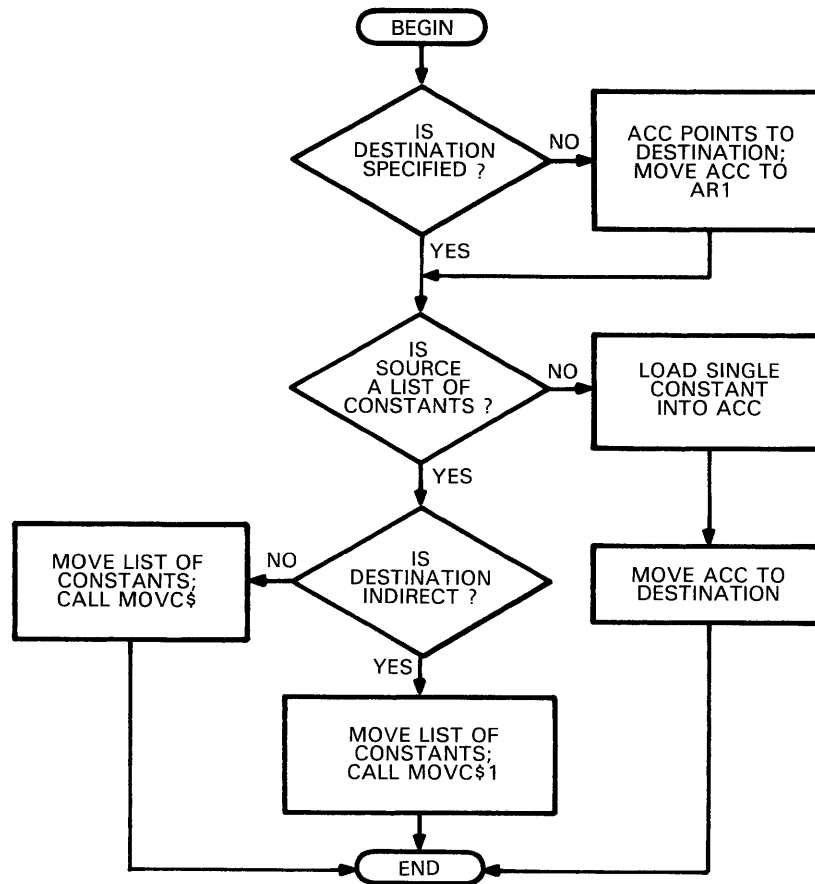 BEGIN
IS
DESTINATION
SPECIFIED ?
NO
ACC POINTS TO
DESTINATION;
MOVE ACC TO
AR1
YES
IS
SOURCE
A LIST OF
CONSTANTS ?
NO
LOAD SINGLE
CONSTANT
INTO ACC
YES
MOVE LIST OF
CONSTANTS;
CALL MOVC$
NO
IS
DESTINATION
INDIRECT ?
MOVE ACC TO
DESTINATION
YES
MOVE LIST OF
CONSTANTS;
CALL MOVC$1
END